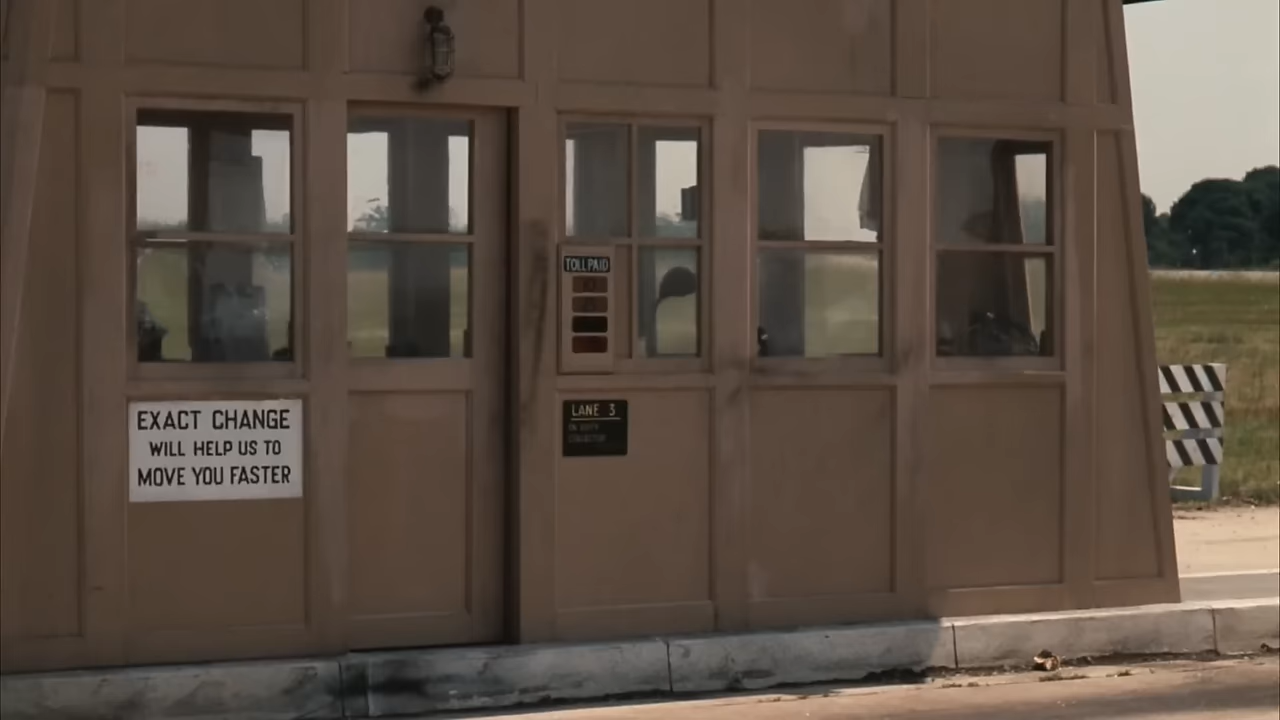 EXACT CHANGE
WILL HELP US TO
MOVE YOU FASTER
TOLL PAID
LANE 3